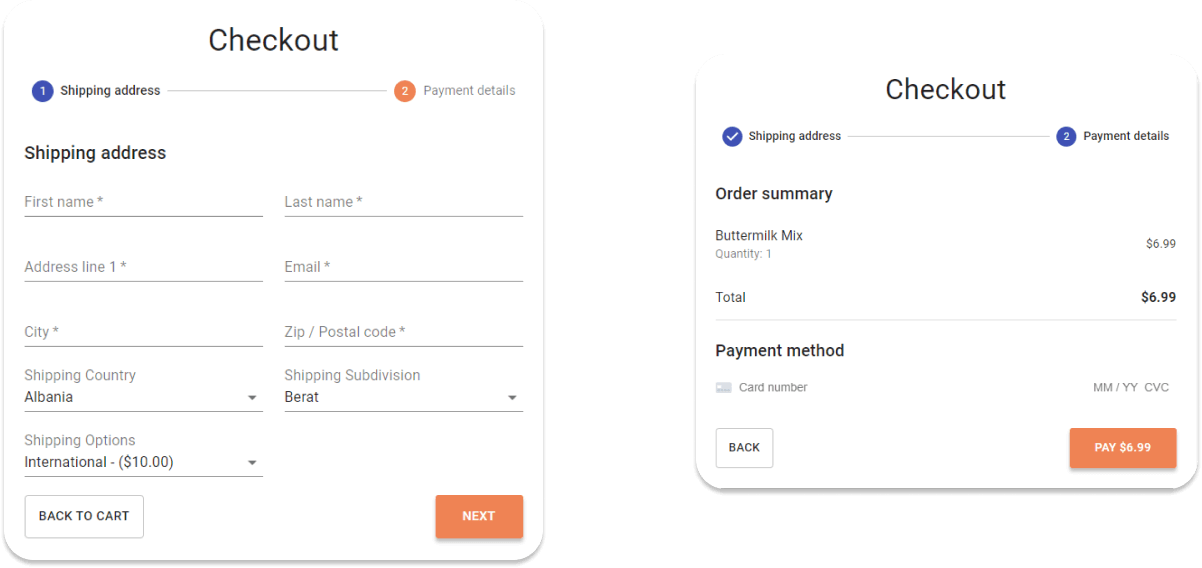 Checkout
1 Shipping address 2 Payment details
Shipping address
First name * Last name *
Address line 1 * Email *
City * Zip / Postal code *
Shipping Country Shipping Subdivision
Albania Berat
Shipping Options
International - ($10.00)
BACK TO CART NEXT
Checkout
Shipping address 2 Payment details
Order summary
Buttermilk Mix $6.99
Quantity: 1
Total $6.99
Payment method
Card number MM / YY CVC
BACK PAY $6.99